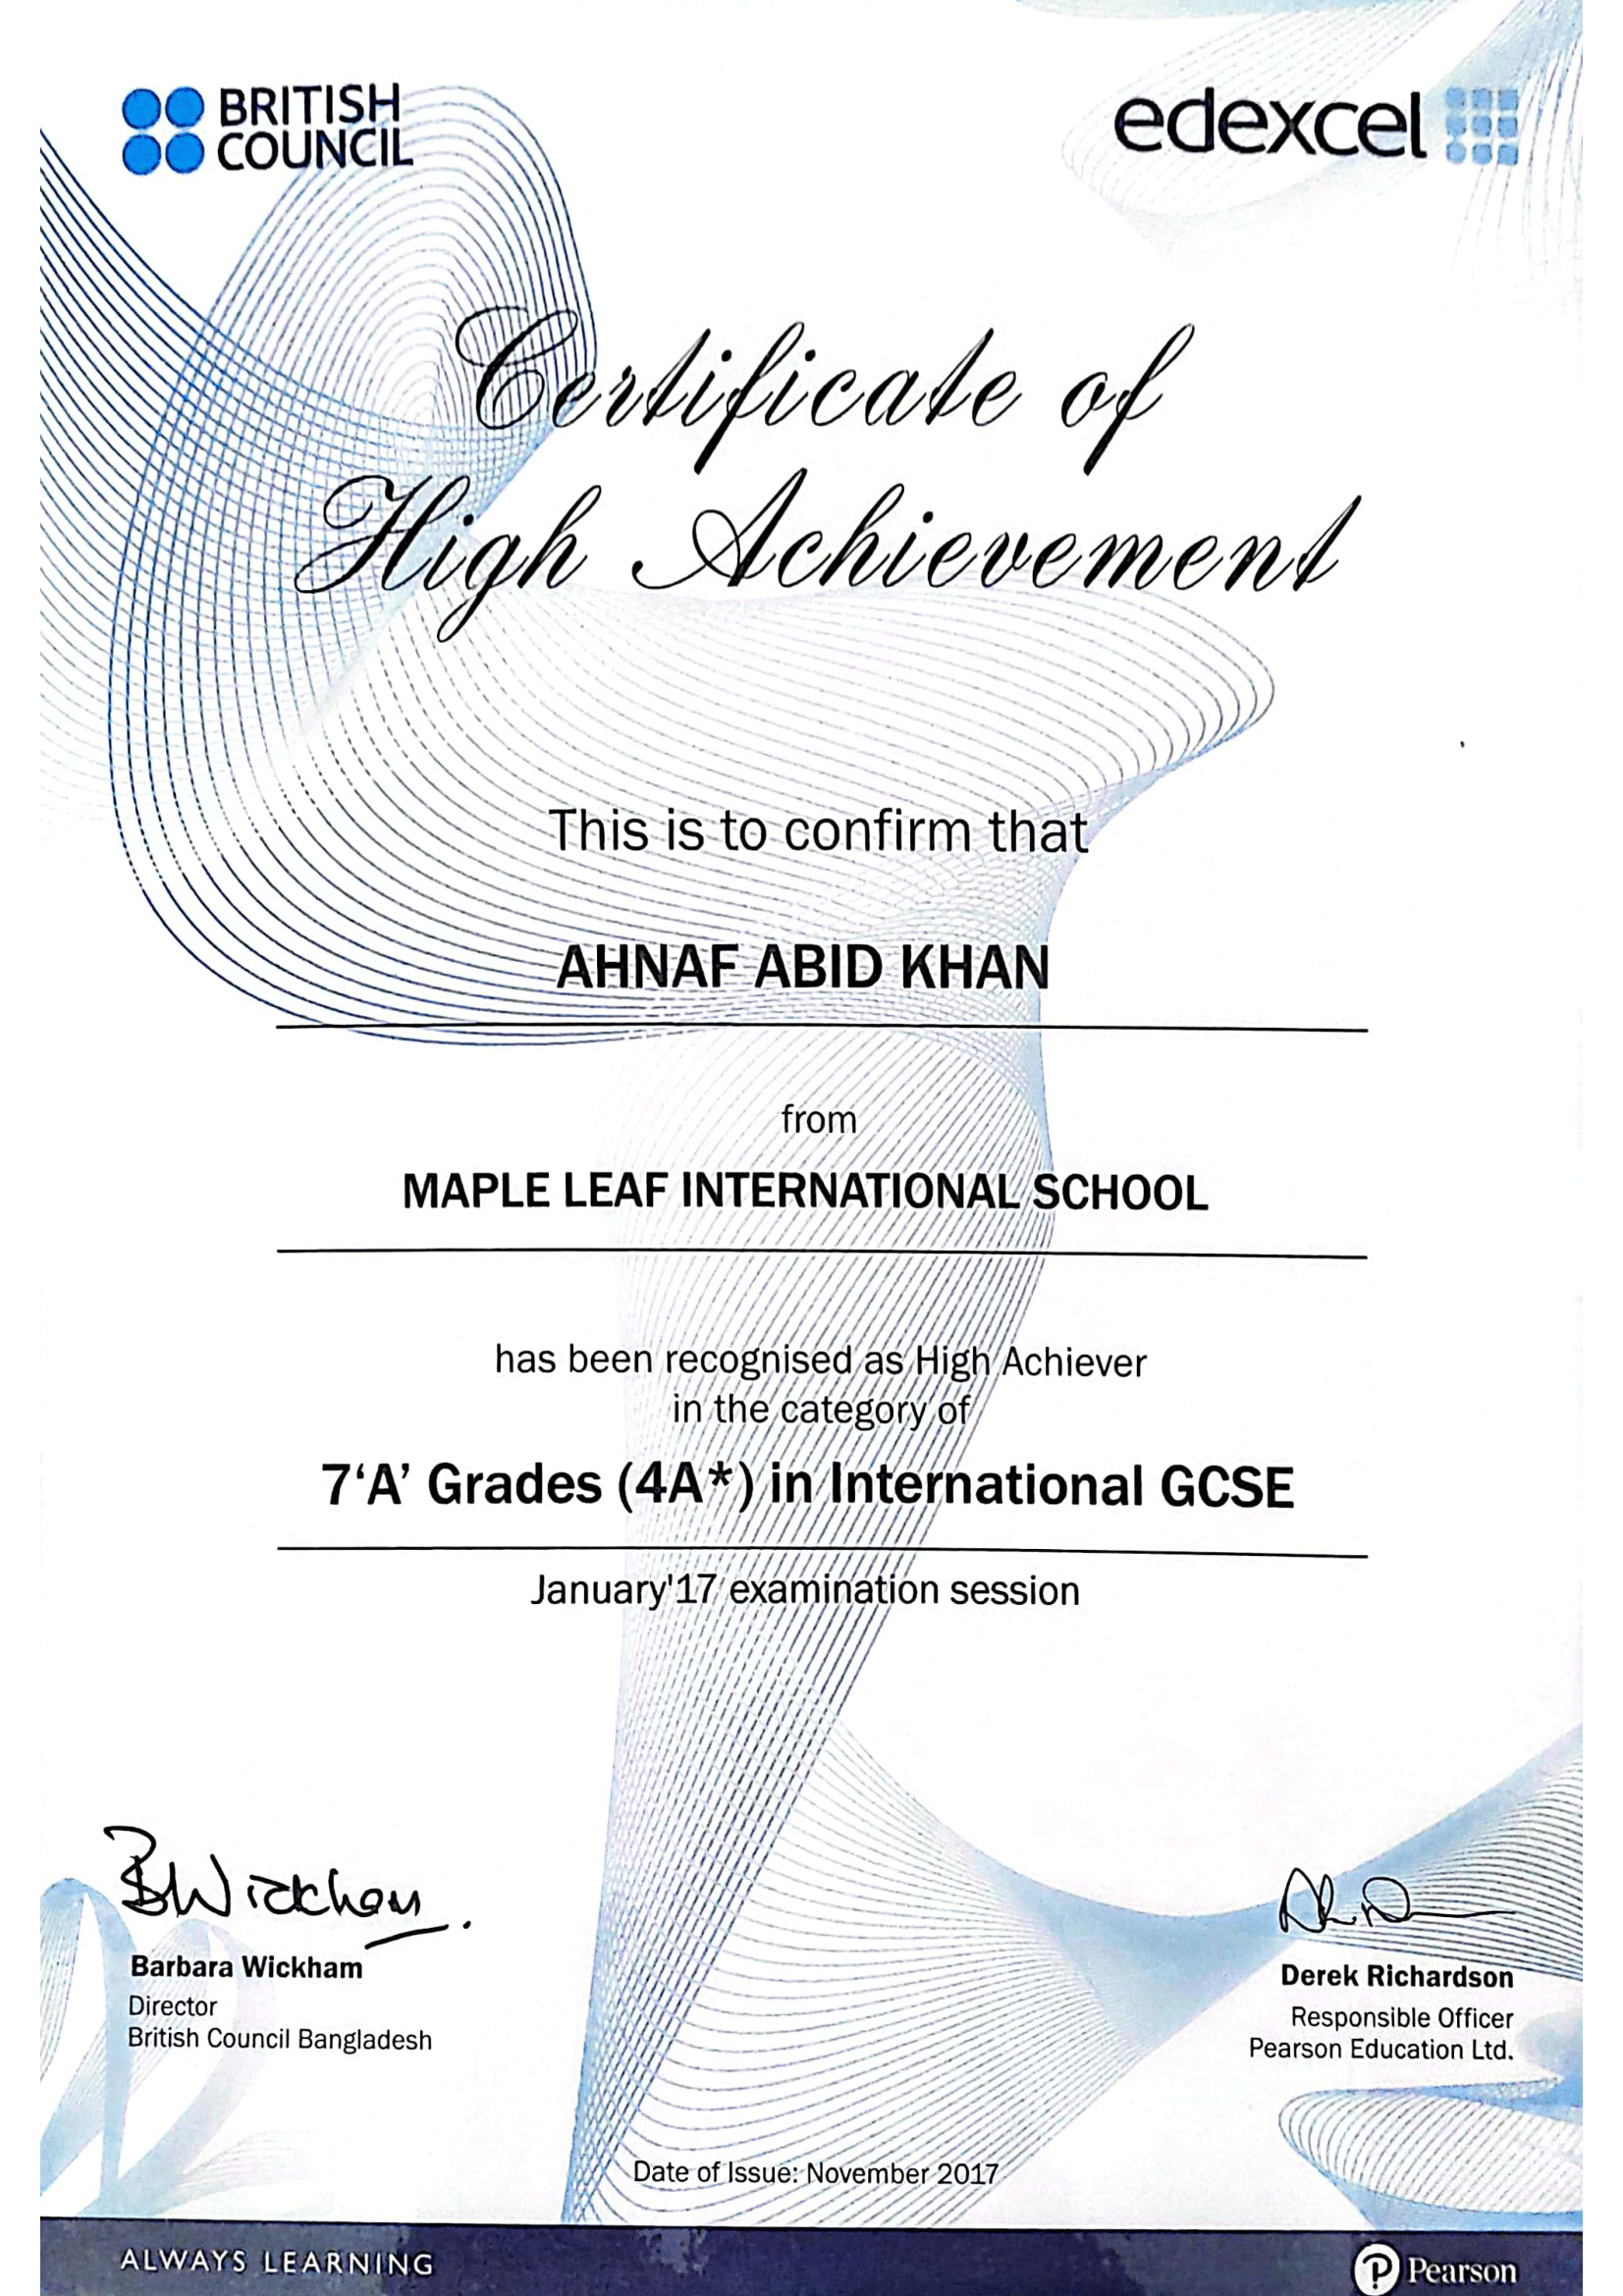 BRITISH
COUNCIL
edexcel
Certificate of
High Achievement
This is to confirm that
AHNAF ABID KHAN
from
MAPLE LEAF INTERNATIONAL SCHOOL
has been recognised as High Achiever
in the category of
7‘A’ Grades (4A*) in International GCSE
January'17 examination session
BWickham.
Barbara Wickham
Director
British Council Bangladesh
Derek Richardson
Responsible Officer
Pearson Education Ltd.
Date of Issue: November 2017
ALWAYS LEARNING
Pearson